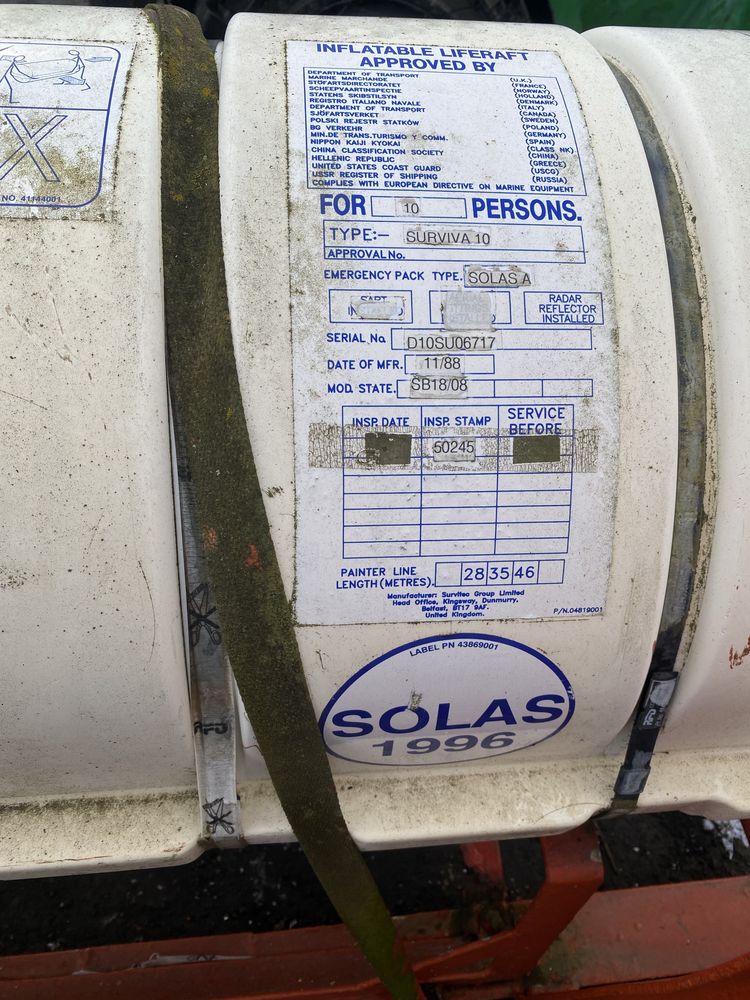 X
NO. 41144001
INFLATABLE LIFERAFT
APPROVED BY
DEPARTMENT OF TRANSPORT (U.K.)
MARINE MARCHANDE (FRANCE)
STOFARTSDIRECTORATET (NORWAY)
SCHEEPVAARTINSPECTIE (HOLLAND)
STATENS SKIBSTILSYN (DENMARK)
REGISTRO ITALIANO NAVALE (ITALY)
DEPARTMENT OF TRANSPORT (CANADA)
SJÖFARTSVERKET (SWEDEN)
POLSKI REJESTR STATKÓW (POLAND)
BG VERKEHR (GERMANY)
MIN.DE TRANS.TURISMO Y COMM. (SPAIN)
NIPPON KAIJI KYOKAI (CLASS NK)
CHINA CLASSIFICATION SOCIETY (CHINA)
HELLENIC REPUBLIC (GREECE)
UNITED STATES COAST GUARD (USCG)
USSR REGISTER OF SHIPPING (RUSSIA)
COMPLIES WITH EUROPEAN DIRECTIVE ON MARINE EQUIPMENT
FOR 10 PERSONS.
TYPE:- SURVIVA 10
APPROVAL No.
EMERGENCY PACK TYPE. SOLAS A
RADAR
REFLECTOR
INSTALLED
SERIAL No D10SU06717
DATE OF MFR. 11/88
MOD. STATE. SB18/08
INSP. DATE INSP. STAMP SERVICE BEFORE
50245
PAINTER LINE
LENGTH (METRES). 28 35 46
Manufacturer: Survitec Group Limited
Head Office, Kingsway, Dunmurry,
Belfast, BT17 9AF.
United Kingdom.
P/N.04819001
LABEL PN 43869001
SOLAS
1996
RFD
RFD